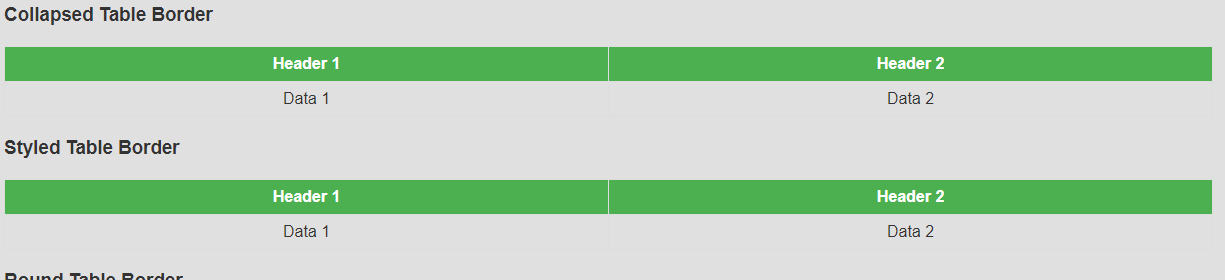 Collapsed Table Border
Header 1 Header 2
Data 1 Data 2
Styled Table Border
Header 1 Header 2
Data 1 Data 2
Round Table Border